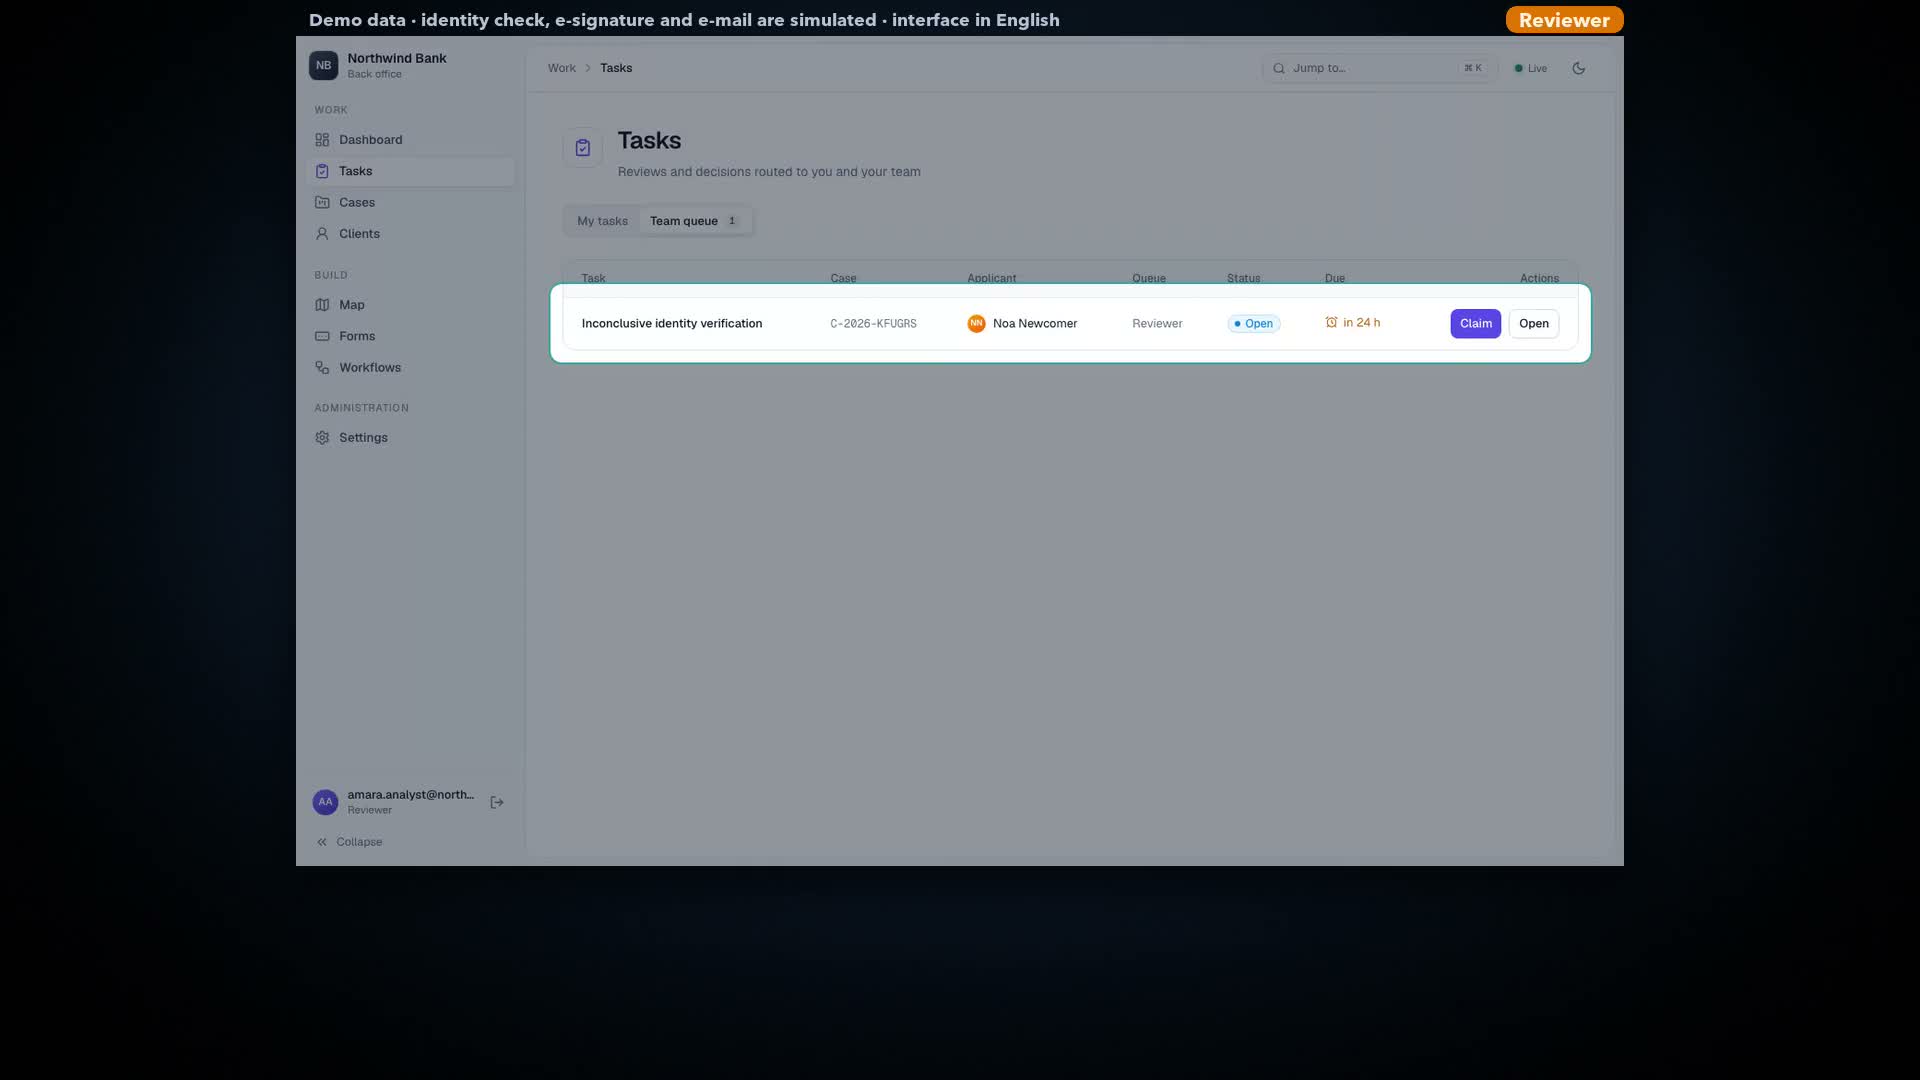 Demo data · identity check, e-signature and e-mail are simulated · interface in English
Reviewer
NB
Northwind Bank
Back office
WORK
Dashboard
Tasks
Cases
Clients
BUILD
Map
Forms
Workflows
ADMINISTRATION
Settings
AA
amara.analyst@north...
Reviewer
Collapse
Work > Tasks
Jump to...
⌘ K
Live
Tasks
Reviews and decisions routed to you and your team
My tasks
Team queue 1
Task Case Applicant Queue Status Due Actions
Inconclusive identity verification C-2026-KFUGRS NN Noa Newcomer Reviewer Open in 24 h Claim Open